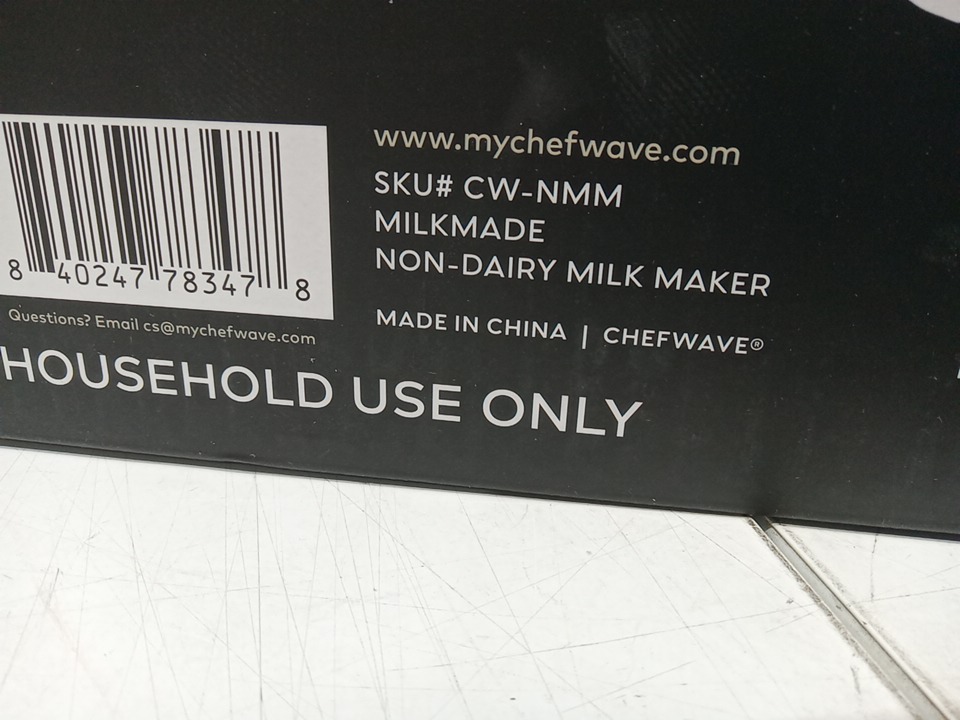 8 40247 78347 8
Questions? Email cs@mychefwave.com
www.mychefwave.com
SKU# CW-NMM
MILKMADE
NON-DAIRY MILK MAKER
MADE IN CHINA | CHEFWAVE®
HOUSEHOLD USE ONLY